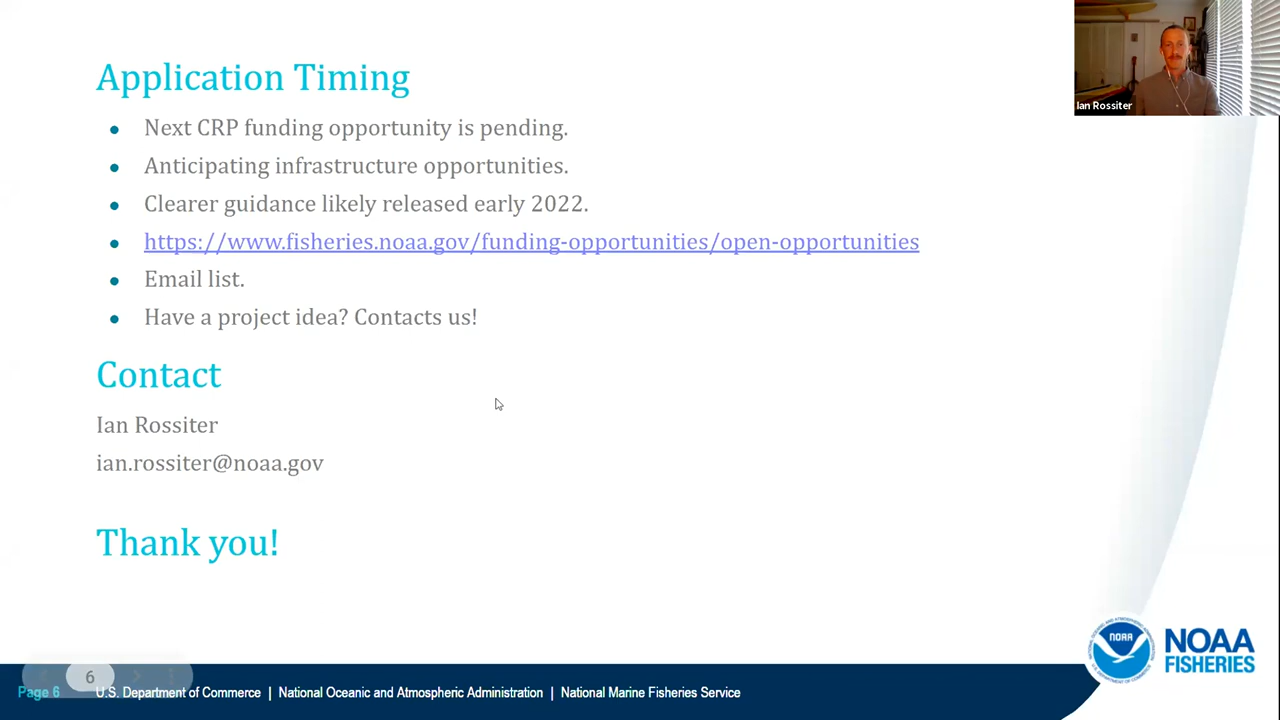 Ian Rossiter
Application Timing
Next CRP funding opportunity is pending.
Anticipating infrastructure opportunities.
Clearer guidance likely released early 2022.
https://www.fisheries.noaa.gov/funding-opportunities/open-opportunities
Email list.
Have a project idea? Contacts us!
Contact
Ian Rossiter
ian.rossiter@noaa.gov
Thank you!
NOAA
NOAA
FISHERIES
6
Page 6
U.S. Department of Commerce | National Oceanic and Atmospheric Administration | National Marine Fisheries Service